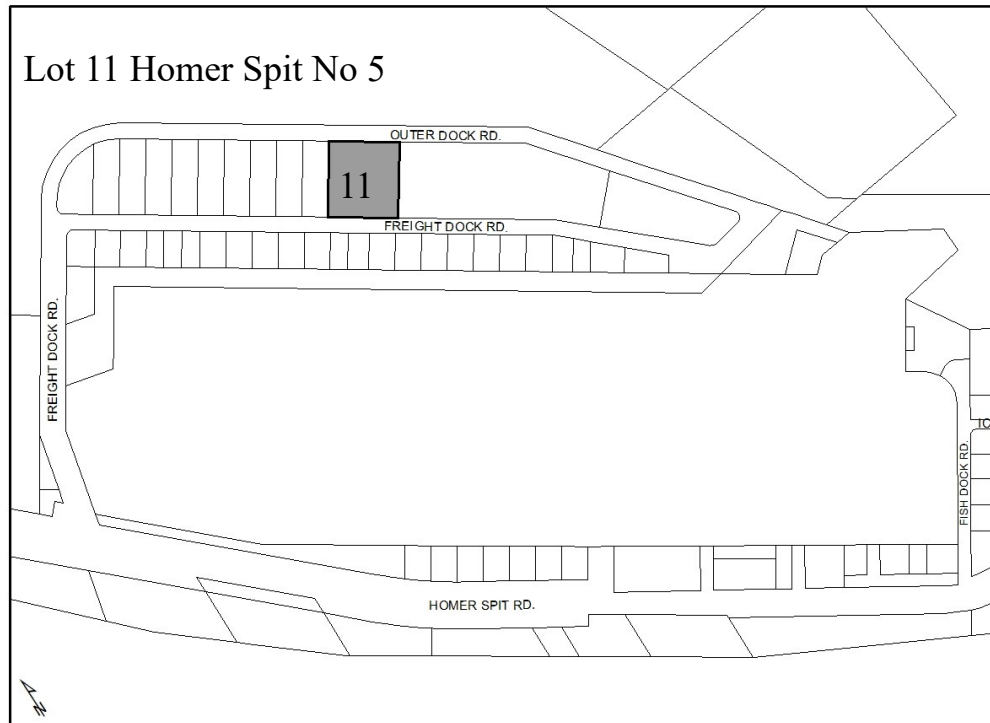 Lot 11 Homer Spit No 5
OUTER DOCK RD.
11
FREIGHT DOCK RD.
FREIGHT DOCK RD.
IC
FISH DOCK RD.
HOMER SPIT RD.
N